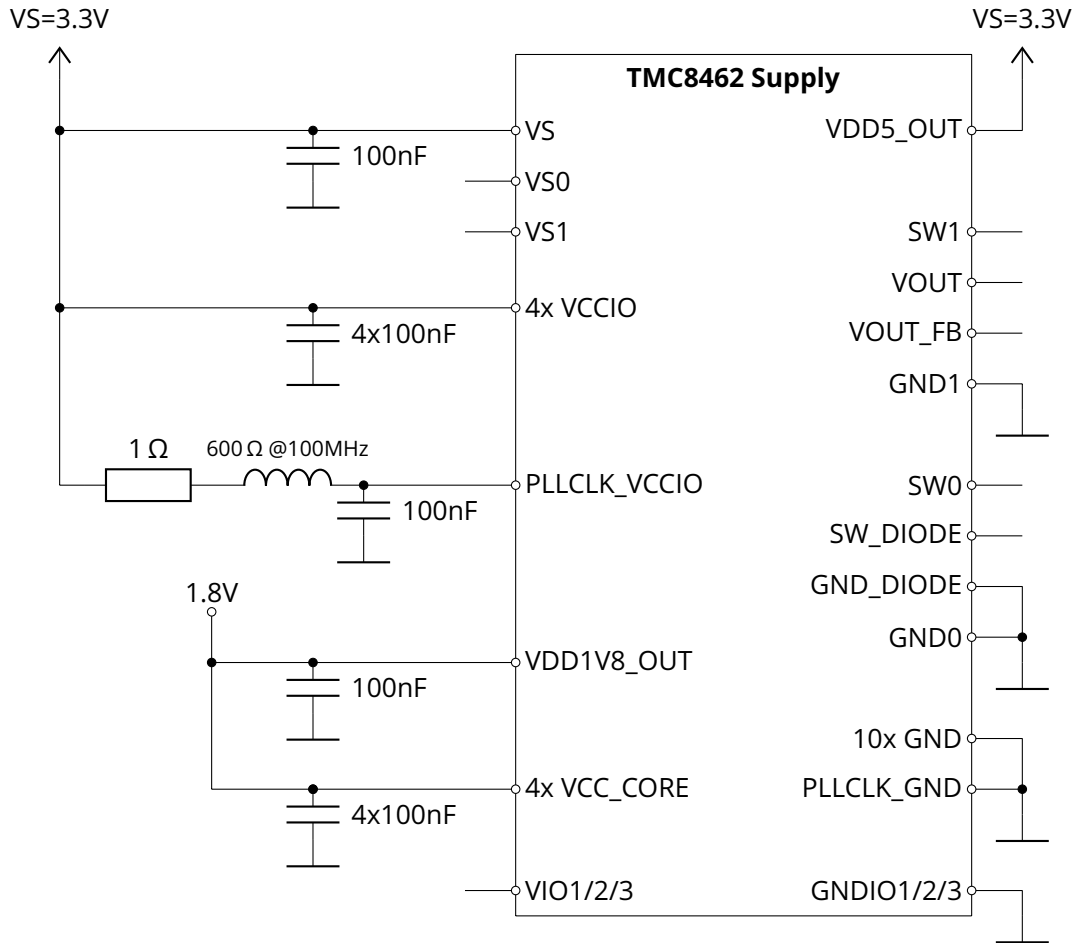 VS=3.3V
VS=3.3V
TMC8462 Supply
VS
VDD5_OUT
100nF
VS0
VS1
SW1
VOUT
4x VCCIO
4x100nF
VOUT_FB
GND1
1 Ω
600 Ω @100MHz
PLLCLK_VCCIO
SW0
100nF
SW_DIODE
GND_DIODE
1.8V
GND0
VDD1V8_OUT
100nF
10x GND
4x VCC_CORE
PLLCLK_GND
4x100nF
VIO1/2/3
GNDIO1/2/3